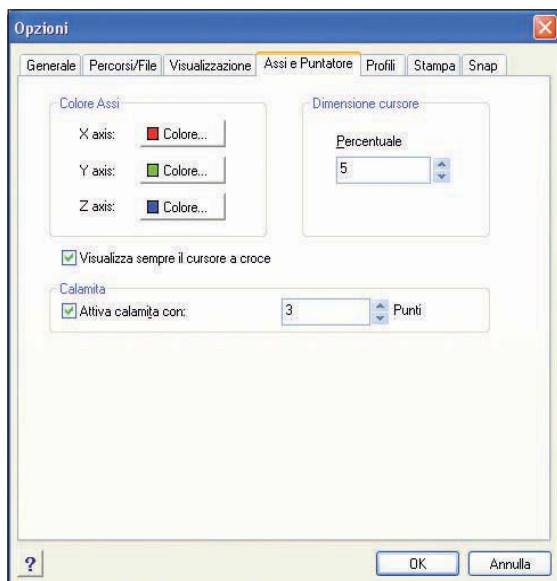 Opzioni
Generale Percorsi/File Visualizzazione Assi e Puntatore Profili Stampa Snap
Colore Assi
X axis: Colore...
Y axis: Colore...
Z axis: Colore...
Dimensione cursore
Percentuale
5
Visualizza sempre il cursore a croce
Calamita
Attiva calamita con: 3 Punti
? OK Annulla